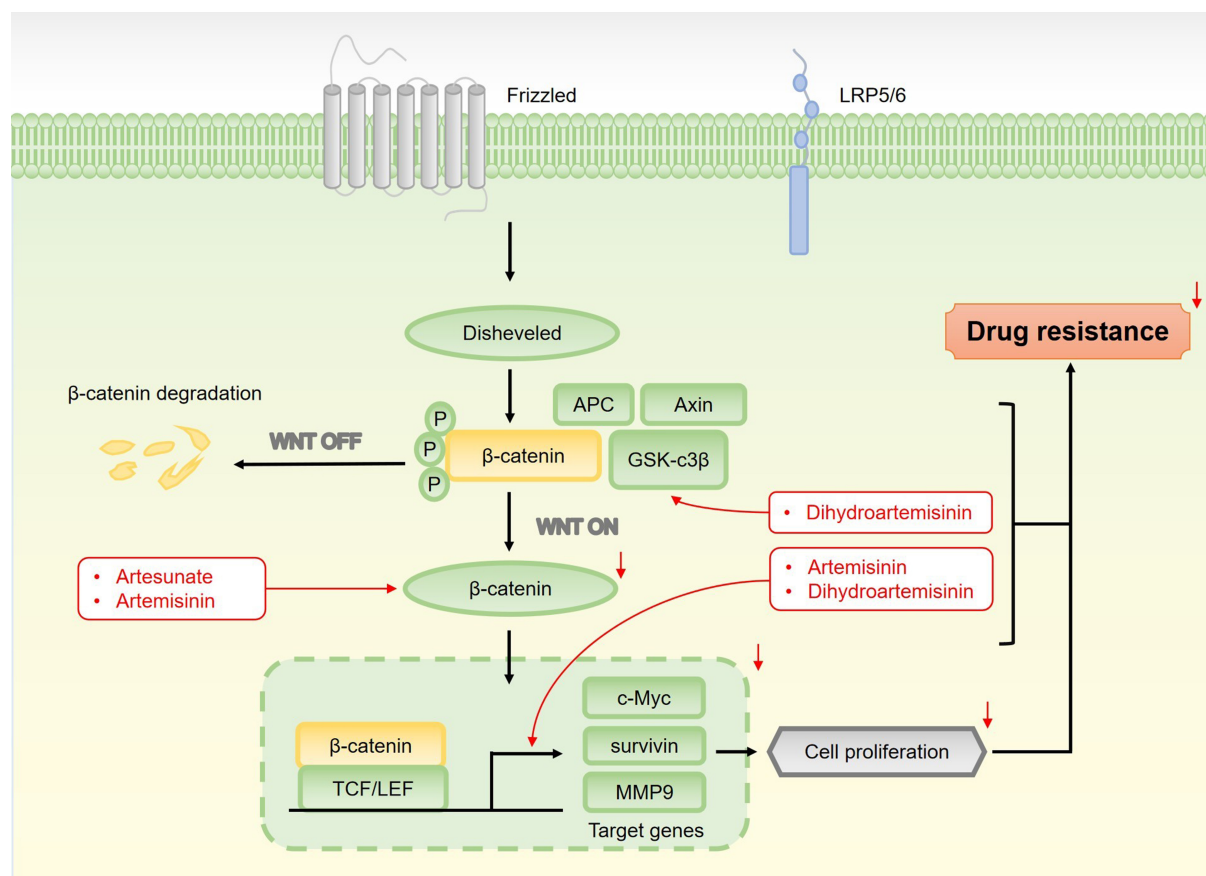 Frizzled
LRP5/6
Disheveled
Drug resistance
β-catenin degradation
APC
Axin
P
P
P
WNT OFF
β-catenin
GSK-c3β
• Dihydroartemisinin
WNT ON
• Artesunate
• Artemisinin
β-catenin
• Artemisinin
• Dihydroartemisinin
c-Myc
β-catenin
survivin
Cell proliferation
TCF/LEF
MMP9
Target genes